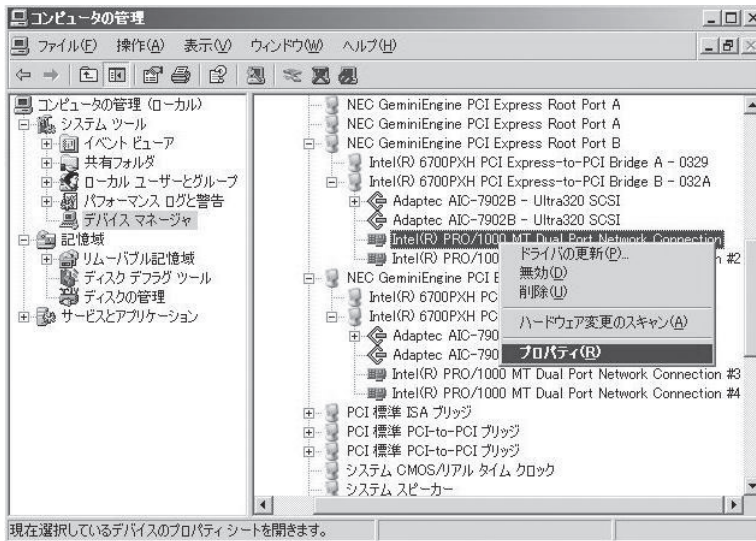 コンピュータの管理
ファイル(F) 操作(A) 表示(V) ウィンドウ(W) ヘルプ(H)
コンピュータの管理 (ローカル)
システム ツール
イベント ビューア
共有フォルダ
ローカル ユーザーとグループ
パフォーマンス ログと警告
デバイス マネージャ
記憶域
リムーバブル記憶域
ディスク デフラグ ツール
ディスクの管理
サービスとアプリケーション
NEC GeminiEngine PCI Express Root Port A
NEC GeminiEngine PCI Express Root Port A
NEC GeminiEngine PCI Express Root Port B
Intel(R) 6700PXH PCI Express-to-PCI Bridge A - 0329
Intel(R) 6700PXH PCI Express-to-PCI Bridge B - 032A
Adaptec AIC-7902B - Ultra320 SCSI
Adaptec AIC-7902B - Ultra320 SCSI
Intel(R) PRO/1000 MT Dual Port Network Connection
Intel(R) PRO/100 n #2
NEC GeminiEngine PCI E
Intel(R) 6700PXH PC
Intel(R) 6700PXH PC
Adaptec AIC-790
Adaptec AIC-790
Intel(R) PRO/1000 MT Dual Port Network Connection #3
Intel(R) PRO/1000 MT Dual Port Network Connection #4
PCI 標準 ISA ブリッジ
PCI 標準 PCI-to-PCI ブリッジ
PCI 標準 PCI-to-PCI ブリッジ
システム CMOS/リアル タイム クロック
システム スピーカー
ドライバの更新(P)...
無効(D)
削除(U)
ハードウェア変更のスキャン(A)
プロパティ(R)
現在選択しているデバイスのプロパティ シートを開きます。